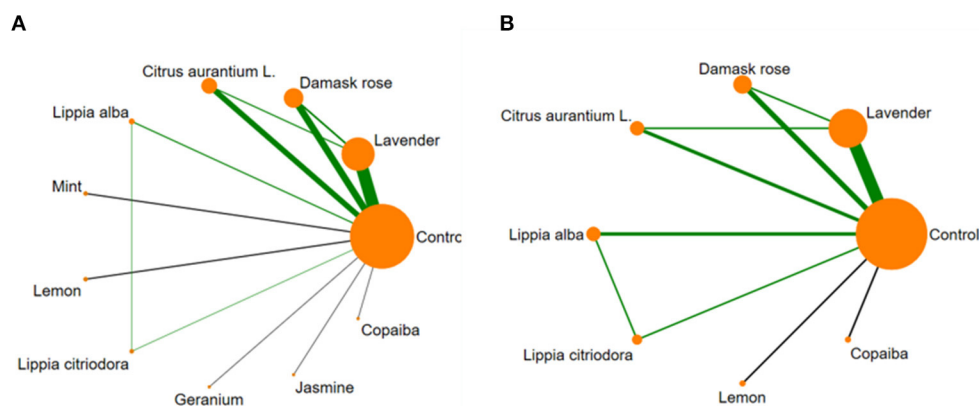 A
Citrus aurantium L.
Damask rose
Lippia alba
Lavender
Mint
Contro
Lemon
Copaiba
Lippia citriodora
Jasmine
Geranium
B
Damask rose
Lavender
Citrus aurantium L.
Lippia alba
Control
Lippia citriodora
Copaiba
Lemon